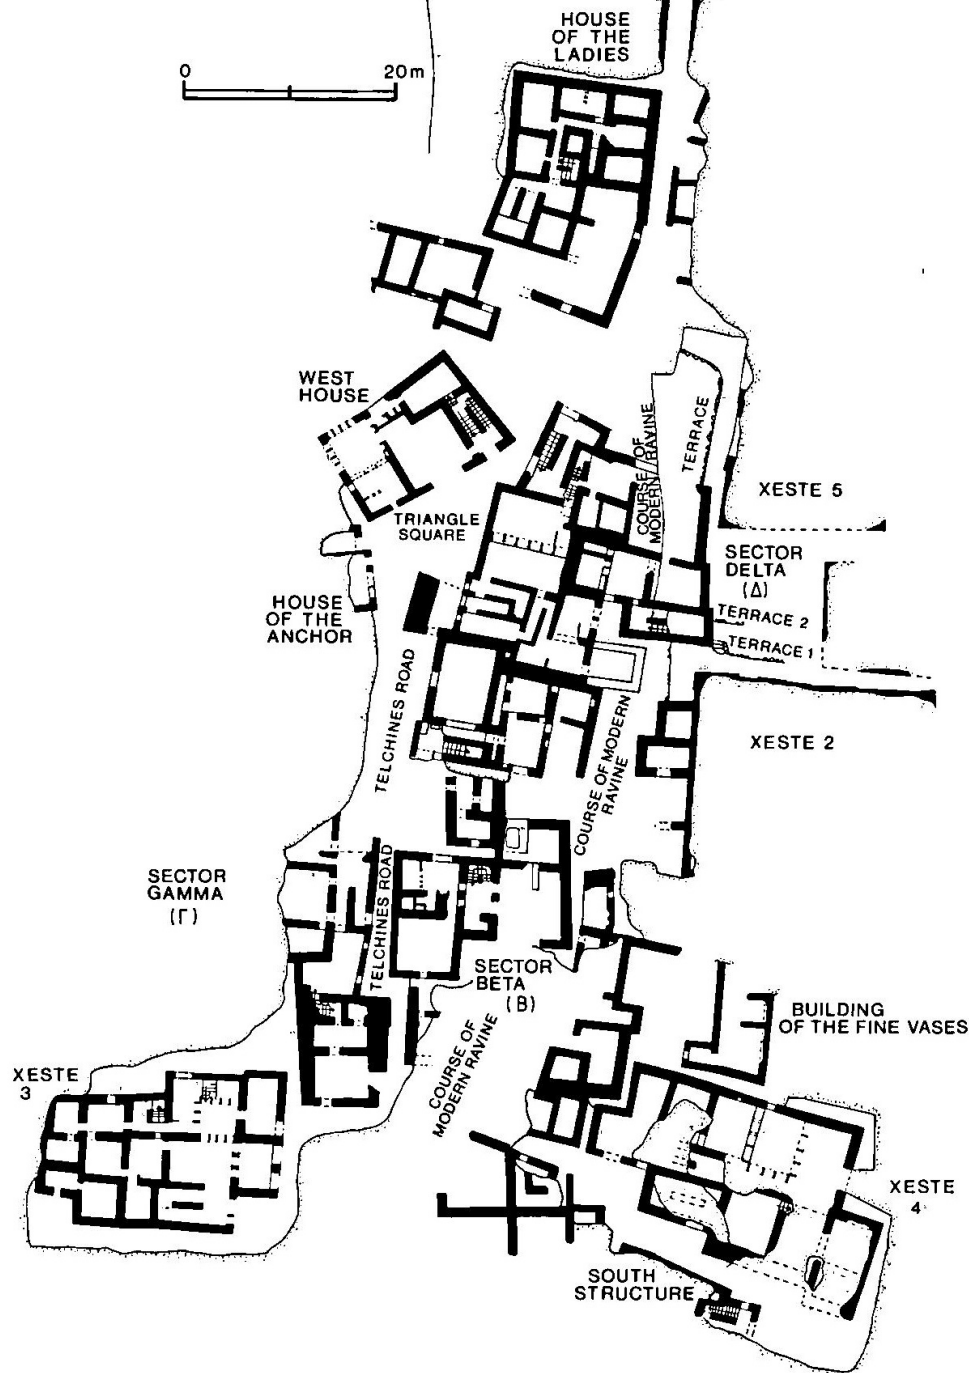 HOUSE
OF THE
LADIES
0 20m
WEST
HOUSE
COURSE OF
MODERN RAVINE
TERRACE
XESTE 5
TRIANGLE
SQUARE
SECTOR
DELTA
(Δ)
HOUSE
OF THE
ANCHOR
TERRACE 2
TERRACE 1
TELCHINES ROAD
COURSE OF MODERN
RAVINE
XESTE 2
SECTOR
GAMMA
(Γ)
TELCHINES ROAD
SECTOR
BETA
(B)
BUILDING
OF THE FINE VASES
COURSE OF
MODERN RAVINE
XESTE
3
XESTE
4
SOUTH
STRUCTURE